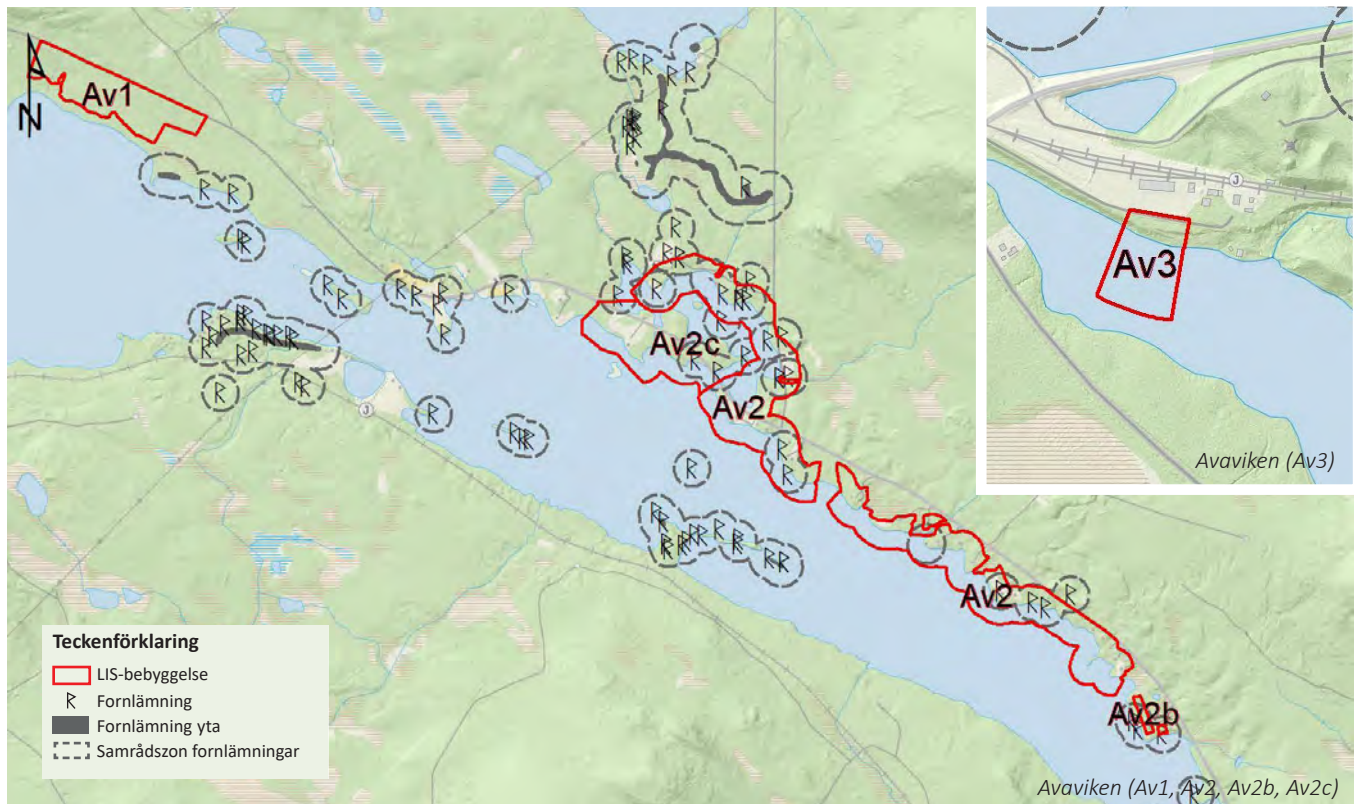 N
Av1
Av2c
Av2
Av2
Av2b
J
Av3
J
Avaviken (Av3)
Teckenförklaring
LIS-bebyggelse
Fornlämning
Fornlämning yta
Samrådszon fornlämningar
Avaviken (Av1, Av2, Av2b, Av2c)